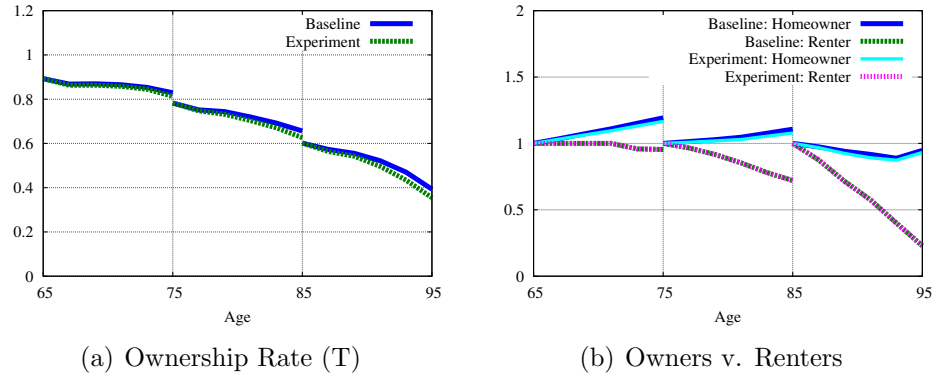 1.2
1
0.8
0.6
0.4
0.2
0
65
75
85
95
Age
Baseline
Experiment
(a) Ownership Rate (T)
2
1.5
1
0.5
0
65
75
85
95
Age
Baseline: Homeowner
Baseline: Renter
Experiment: Homeowner
Experiment: Renter
(b) Owners v. Renters